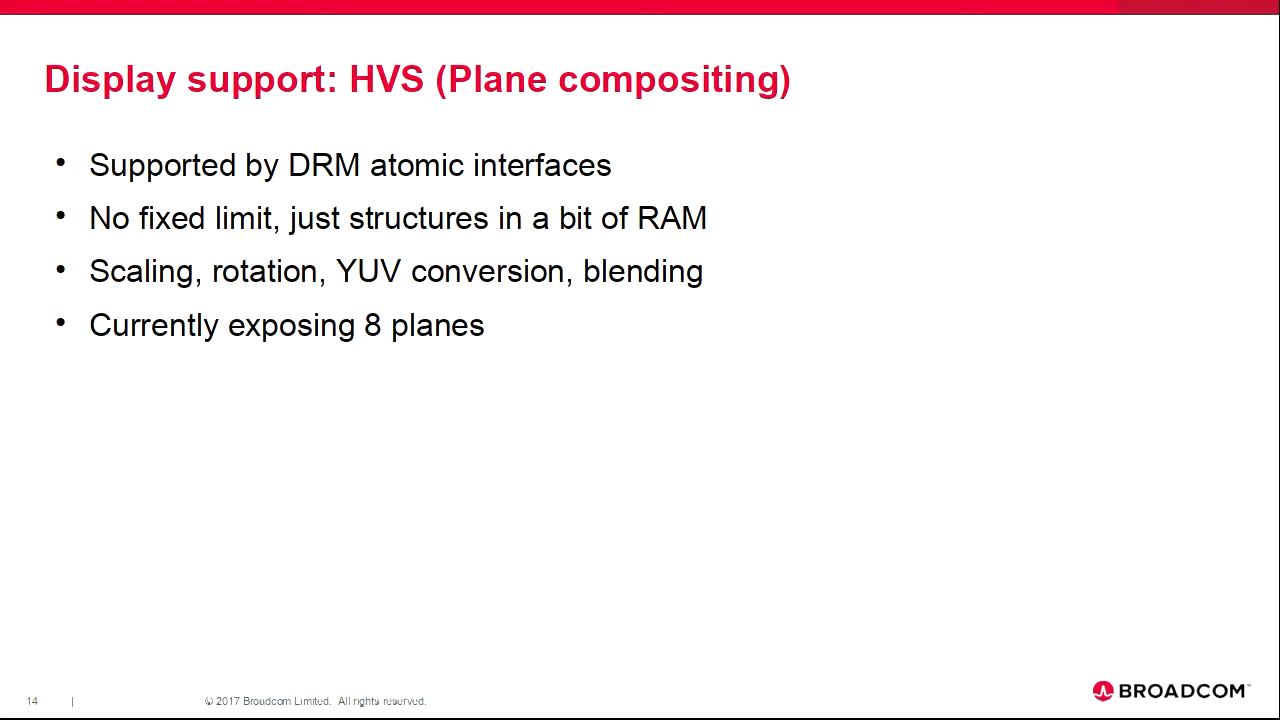 Display support: HVS (Plane compositing)
• Supported by DRM atomic interfaces
• No fixed limit, just structures in a bit of RAM
• Scaling, rotation, YUV conversion, blending
• Currently exposing 8 planes
14 | © 2017 Broadcom Limited. All rights reserved.
BROADCOM™